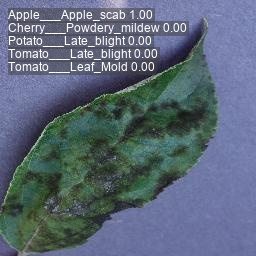 Apple___Apple_scab 1.00
Cherry___Powdery_mildew 0.00
Potato___Late_blight 0.00
Tomato___Late_blight 0.00
Tomato___Leaf_Mold 0.00